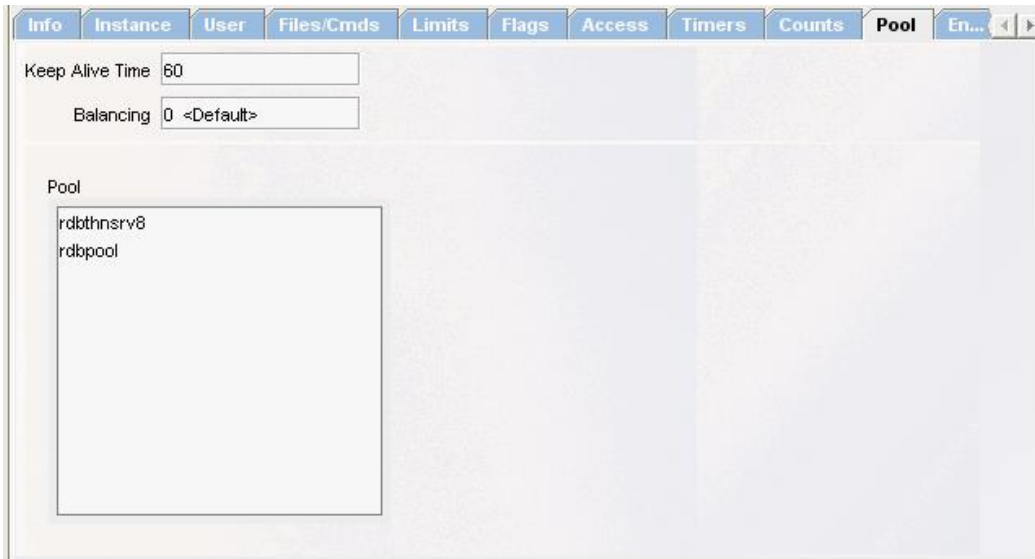 Info Instance User Files/Cmds Limits Flags Access Timers Counts Pool En...
Keep Alive Time 60
Balancing 0 <Default>
Pool
rdbthnsrv8
rdbpool